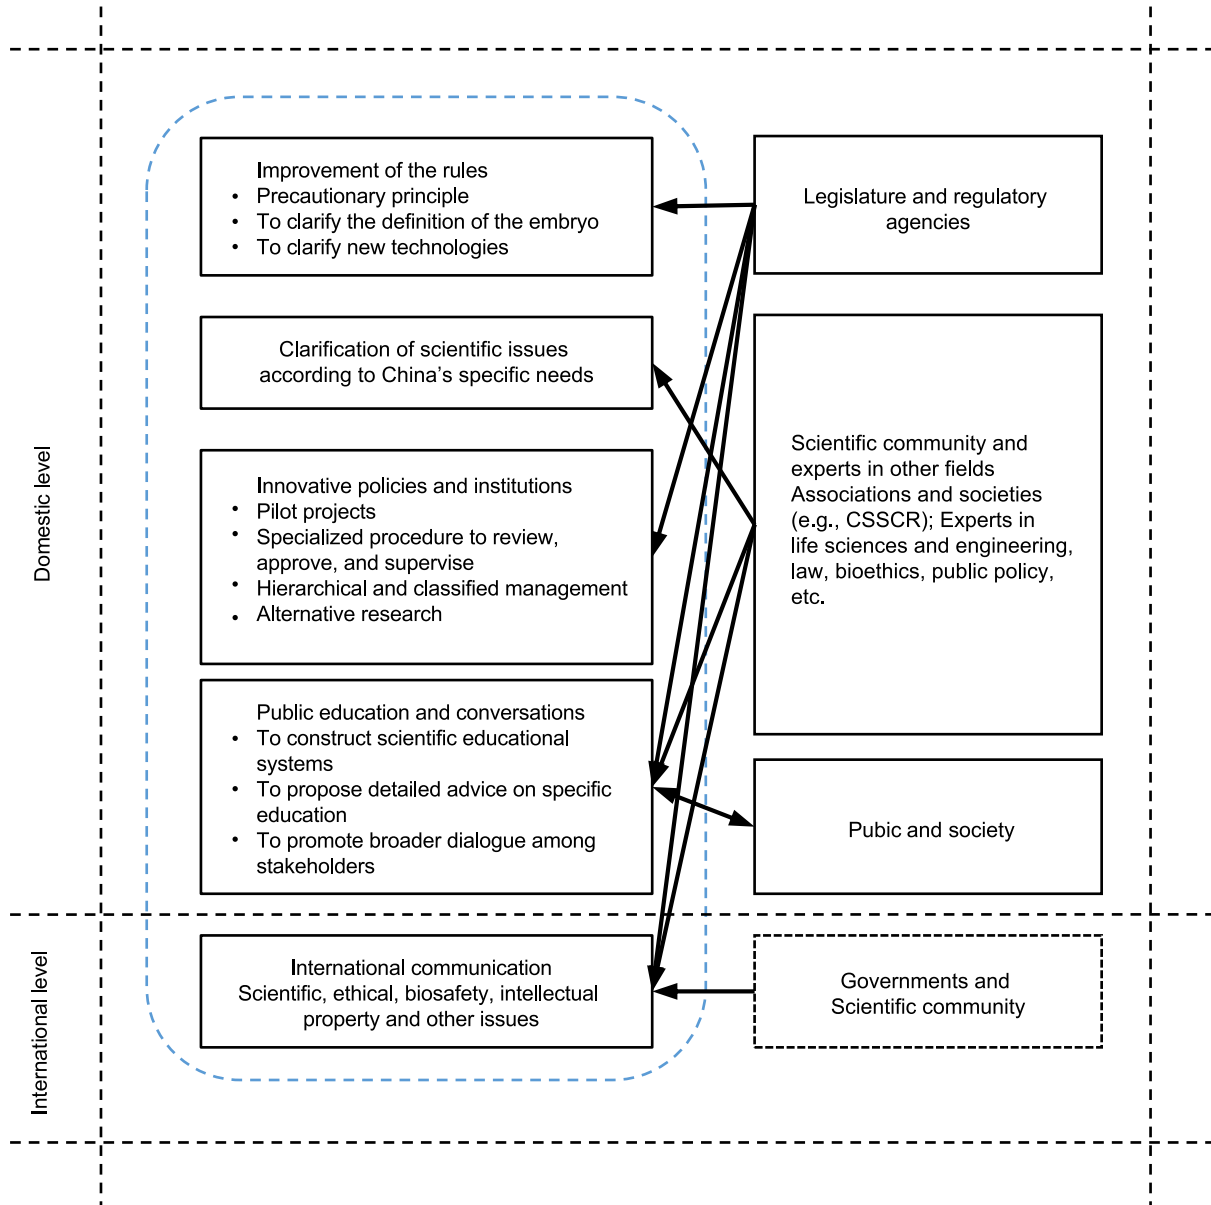 Improvement of the rules
• Precautionary principle
• To clarify the definition of the embryo
• To clarify new technologies
Legislature and regulatory
agencies
Clarification of scientific issues
according to China’s specific needs
Domestic level
Innovative policies and institutions
• Pilot projects
• Specialized procedure to review,
approve, and supervise
• Hierarchical and classified management
• Alternative research
Scientific community and
experts in other fields
Associations and societies
(e.g., CSSCR); Experts in
life sciences and engineering,
law, bioethics, public policy,
etc.
Public education and conversations
• To construct scientific educational
systems
• To propose detailed advice on specific
education
• To promote broader dialogue among
stakeholders
Pubic and society
International level
International communication
Scientific, ethical, biosafety, intellectual
property and other issues
Governments and
Scientific community